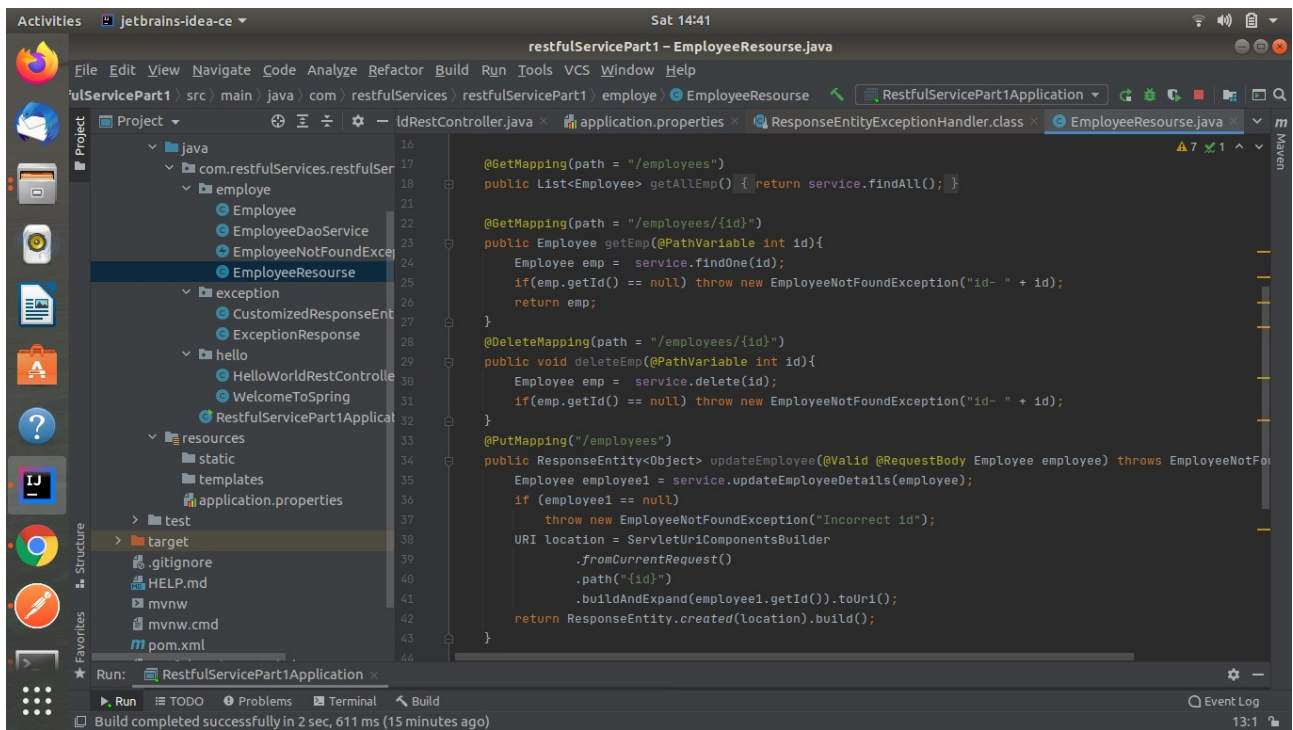 Activities jetbrains-idea-ce Sat 14:41
restfulServicePart1 – EmployeeResourse.java
File Edit View Navigate Code Analyze Refactor Build Run Tools VCS Window Help
fulServicePart1 src main java com restfulServices restfulServicePart1 employe EmployeeResourse RestfulServicePart1Application
Project
Project
ldRestController.java application.properties ResponseEntityExceptionHandler.class EmployeeResourse.java
m Maven
7 1
java
com.restfulServices.restfulSer
employe
Employee
EmployeeDaoService
EmployeeNotFoundExcep
EmployeeResourse
exception
CustomizedResponseEnt
ExceptionResponse
hello
HelloWorldRestControlle
WelcomeToSpring
RestfulServicePart1Applicat
resources
static
templates
application.properties
test
target
.gitignore
HELP.md
mvnw
mvnw.cmd
pom.xml
Structure
Favorites
16
17 @GetMapping(path = "/employees")
18 public List<Employee> getAllEmp() { return service.findAll(); }
21
22 @GetMapping(path = "/employees/{id}")
23 public Employee getEmp(@PathVariable int id){
24 Employee emp = service.findOne(id);
25 if(emp.getId() == null) throw new EmployeeNotFoundException("id- " + id);
26 return emp;
27 }
28 @DeleteMapping(path = "/employees/{id}")
29 public void deleteEmp(@PathVariable int id){
30 Employee emp = service.delete(id);
31 if(emp.getId() == null) throw new EmployeeNotFoundException("id- " + id);
32 }
33 @PutMapping("/employees")
34 public ResponseEntity<Object> updateEmployee(@Valid @RequestBody Employee employee) throws EmployeeNotFou
35 Employee employee1 = service.updateEmployeeDetails(employee);
36 if (employee1 == null)
37 throw new EmployeeNotFoundException("Incorrect id");
38 URI location = ServletUriComponentsBuilder
39 .fromCurrentRequest()
40 .path("{id}")
41 .buildAndExpand(employee1.getId()).toUri();
42 return ResponseEntity.created(location).build();
43 }
44
Run: RestfulServicePart1Application
Run TODO Problems Terminal Build Event Log
Build completed successfully in 2 sec, 611 ms (15 minutes ago) 13:1